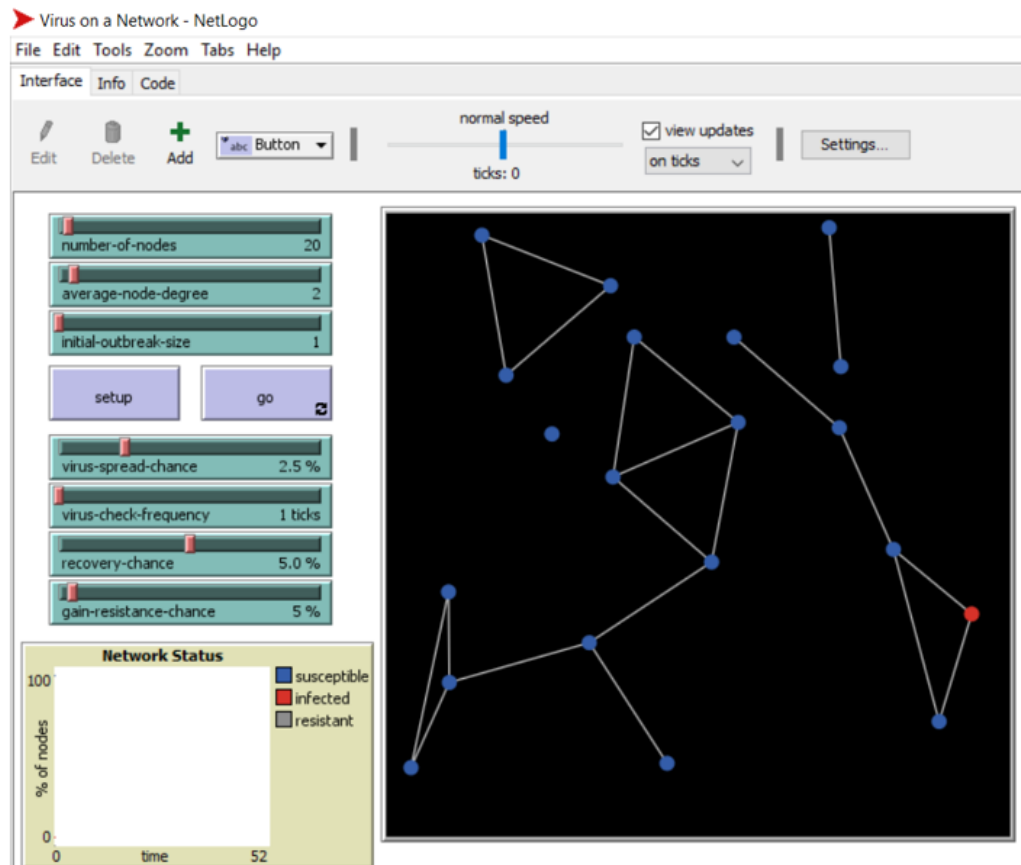 Virus on a Network - NetLogo
File Edit Tools Zoom Tabs Help
Interface Info Code
Edit Delete Add abc Button
normal speed
ticks: 0
view updates
on ticks
Settings...
number-of-nodes 20
average-node-degree 2
initial-outbreak-size 1
setup go
virus-spread-chance 2.5 %
virus-check-frequency 1 ticks
recovery-chance 5.0 %
gain-resistance-chance 5 %
Network Status
100
% of nodes
0
0 time 52
susceptible
infected
resistant